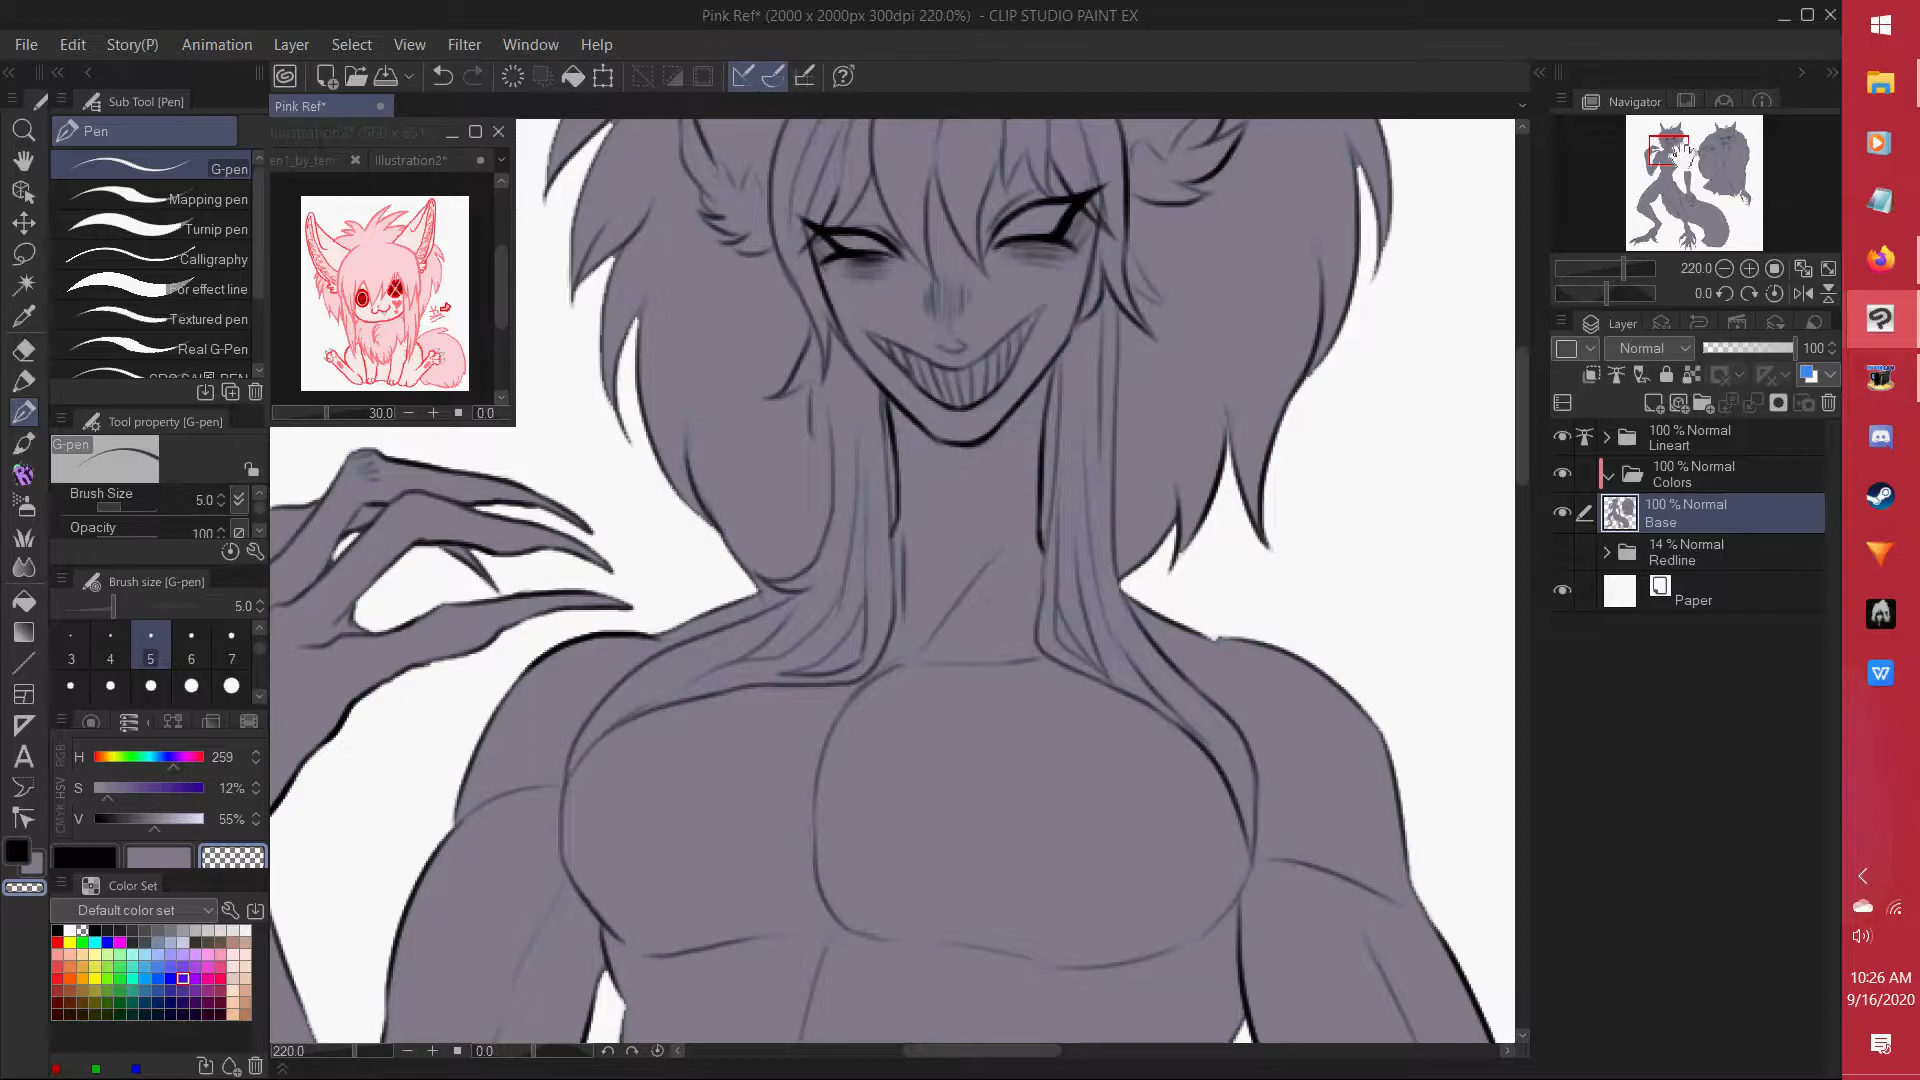 Pink Ref* (2000 x 2000px 300dpi 220.0%) - CLIP STUDIO PAINT EX
File Edit Story(P) Animation Layer Select View Filter Window Help
Sub Tool [Pen]
Pen
G-pen
Mapping pen
Turnip pen
Calligraphy
For effect line
Textured pen
Real G-Pen
Tool property [G-pen]
G-pen
Brush Size 5.0
Opacity 100
Brush size [G-pen]
5.0
3 4 5 6 7
RGB
HSV
CMYK
H 259
S 12%
V 55%
Color Set
Default color set
Pink Ref*
Illustration2*
30.0 0.0
220.0 0.0
Navigator
220.0
0.0
Layer
Normal 100
100 % Normal
Lineart
100 % Normal
Colors
100 % Normal
Base
14 % Normal
Redline
Paper
10:26 AM
9/16/2020